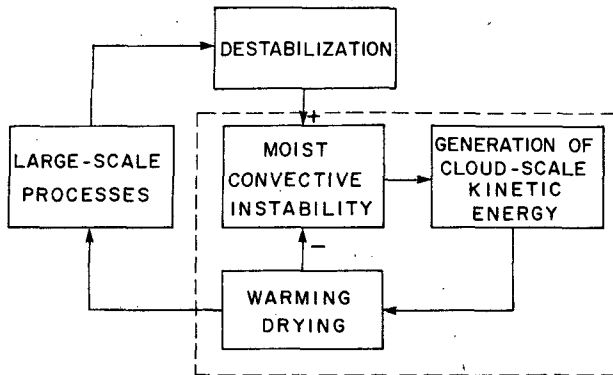 DESTABILIZATION
+
LARGE-SCALE
PROCESSES
MOIST
CONVECTIVE
INSTABILITY
GENERATION OF
CLOUD-SCALE
KINETIC
ENERGY
−
WARMING
DRYING